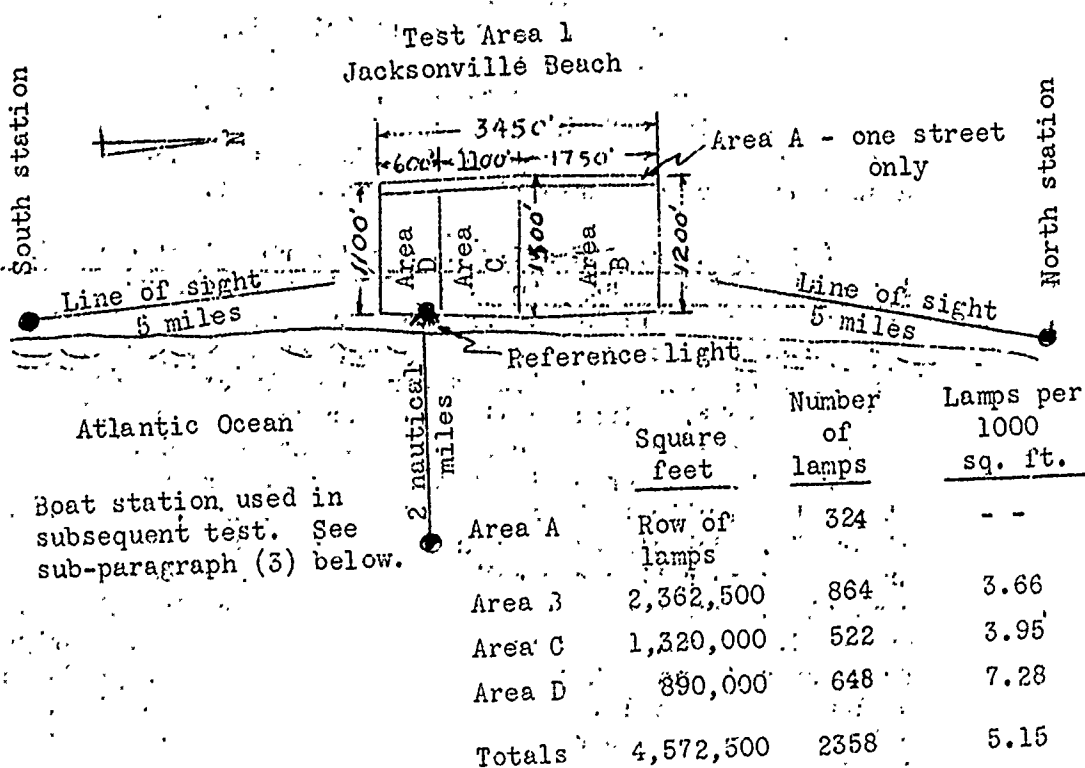 Test Area 1
Jacksonville Beach
South station
N
3450'
600' 1100' 1750'
Area A - one street
only
North station
1100'
Area
D
Area
C
1300'
Area
B
1200'
Line of sight
5 miles
Line of sight
5 miles
Reference light
2 nautical
miles
Atlantic Ocean
Boat station used in
subsequent test. See
sub-paragraph (3) below.
Square feet Number of lamps Lamps per 1000 sq. ft.
Area A Row of lamps 324 - -
Area B 2,362,500 864 3.66
Area C 1,320,000 522 3.95
Area D 890,000 648 7.28
Totals 4,572,500 2358 5.15